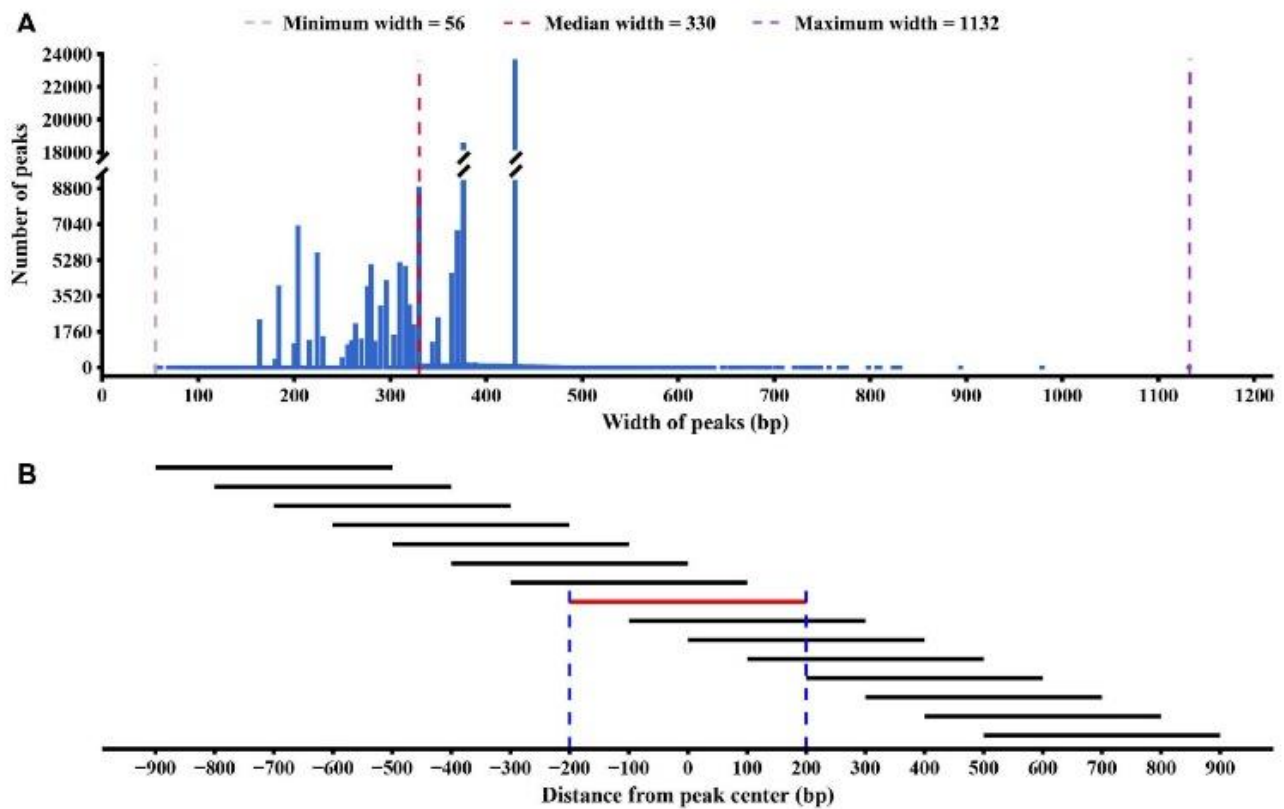 A
Minimum width = 56 Median width = 330 Maximum width = 1132
24000
22000
20000
18000
8800
7040
5280
3520
1760
0
Number of peaks
0 100 200 300 400 500 600 700 800 900 1000 1100 1200
Width of peaks (bp)
B
−900 −800 −700 −600 −500 −400 −300 −200 −100 0 100 200 300 400 500 600 700 800 900
Distance from peak center (bp)